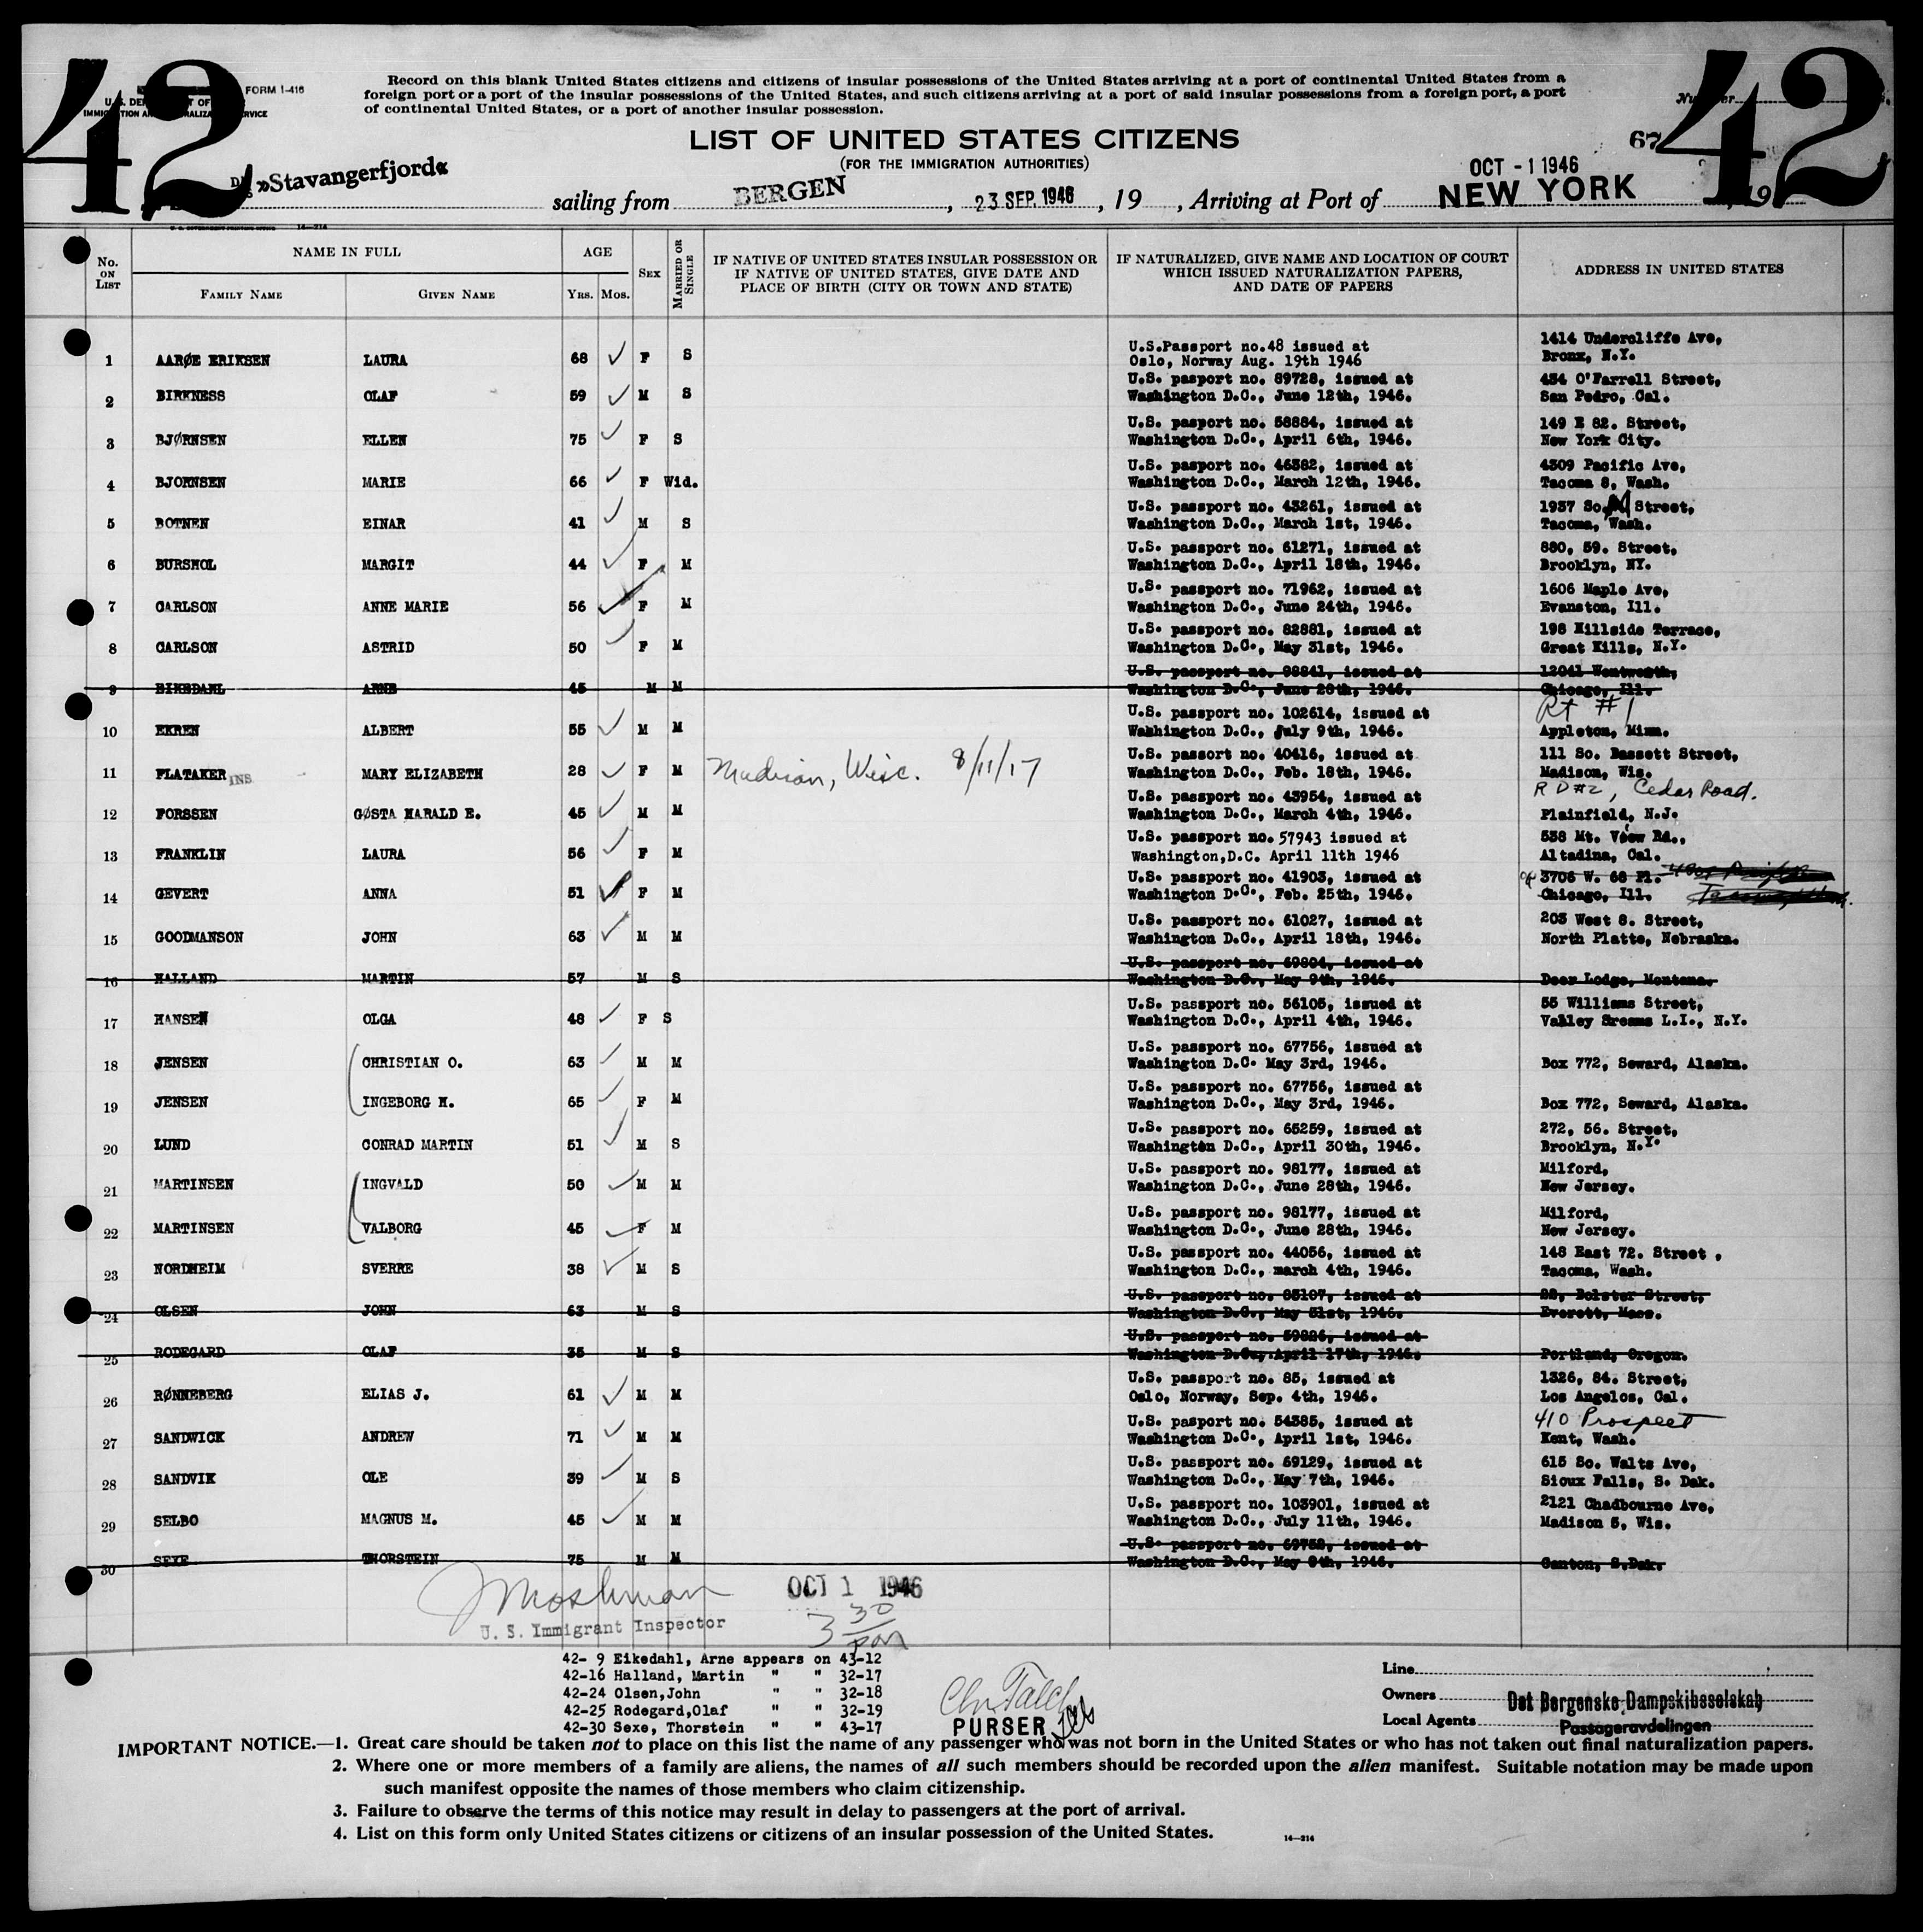 42
42
FORM I-416
Record on this blank United States citizens and citizens of insular possessions of the United States arriving at a port of continental United States from a
foreign port or a port of the insular possessions of the United States, and such citizens arriving at a port of said insular possessions from a foreign port, a port
of continental United States, or a port of another insular possession.
LIST OF UNITED STATES CITIZENS
(FOR THE IMMIGRATION AUTHORITIES)
67
»Stavangerfjord« sailing from BERGEN, 23 SEP. 1946, 19 , Arriving at Port of OCT - 1 1946 NEW YORK, 19
No. ON LIST
NAME IN FULL
FAMILY NAME
GIVEN NAME
AGE
YRS.
MOS.
SEX
MARRIED OR SINGLE
IF NATIVE OF UNITED STATES INSULAR POSSESSION OR
IF NATIVE OF UNITED STATES, GIVE DATE AND
PLACE OF BIRTH (CITY OR TOWN AND STATE)
IF NATURALIZED, GIVE NAME AND LOCATION OF COURT
WHICH ISSUED NATURALIZATION PAPERS,
AND DATE OF PAPERS
ADDRESS IN UNITED STATES
U.S.Passport no.48 issued at 1414 Undercliffe Ave,
1 AARØE ERIKSEN LAURA 68 F S Oslo, Norway Aug. 19th 1946 Bronx, N.Y.
U.S. pasport no. 89728, issued at 454 O'Farrell Street,
2 BIRKNESS OLAF 59 M S Washington D.C., June 12th, 1946. San Pedro, Cal.
U.S. pasport no. 58884, issued at 149 E 82. Street,
3 BJØRNSEN ELLEN 75 F S Washington D.C., April 6th, 1946. New York City.
U.S. pasport no. 46382, issued at 4309 Pacific Ave,
4 BJORNSEN MARIE 66 F Wid. Washington D.C., March 12th, 1946. Tacoma 8, Wash.
U.S. passport no. 43261, issued at 1937 So. M Street,
5 BOTNEN EINAR 41 M S Washington D.C., March 1st, 1946. Tacoma, Wash.
U.S. passport no. 61271, issued at 880, 59. Street,
6 BURSHOL MARGIT 44 F M Washington D.C., April 18th, 1946. Brooklyn, NY.
U.S. passport no. 71962, issued at 1606 Maple Ave,
7 CARLSON ANNE MARIE 56 F M Washington D.C., June 24th, 1946. Evanston, Ill.
U.S. passport no. 82881, issued at 198 Hillside Terrace,
8 CARLSON ASTRID 50 F M Washington D.C., May 31st, 1946. Great Kills, N.Y.
U.S. passport no. 98841, issued at 12041 Wentworth,
9 EIKEDAHL ARNE 45 M M Washington D.C., June 28th, 1946. Chicago, Ill.
U.S. passport no. 102614, issued at Rt #1
10 EKREN ALBERT 55 M M Wahhington D.C., July 9th, 1946. Appleton, Minn.
U.S. passort no. 40416, issued at 111 So. Bassett Street,
11 FLATAKER INS MARY ELIZABETH 28 F M Madison, Wisc. 8/11/17 Washington D.C., Feb. 18th, 1946. Madison, Wis.
U.S. passport no. 43954, issued at R D #2, Cedar Road.
12 FORSSEN GØSTA HARALD E. 45 M M Washington D.C., March 4th, 1946. Plainfield, N.J.
U.S. passport no. 57943 issued at 538 Mt. View Rd.,
13 FRANKLIN LAURA 56 F M Washington,D.C. April 11th 1946 Altadina, Cal.
U.S. passport no. 41903, issued at 3706 W. 66 Pl.
14 GEVERT ANNA 51 F M Washington D.C., Feb. 25th, 1946. Chicago, Ill.
U.S. passport no. 61027, issued at 203 West 8. Street,
15 GOODMANSON JOHN 63 M M Washington D.C., April 18th, 1946. North Platte, Nebraska.
U.S. passport no. 69804, issued at
16 HALLAND MARTIN 57 M S Washington D.C., May 9th, 1946. Deer Lodge, Montana.
U.S. passport no. 56105, issued at 55 Williams Street,
17 HANSEN OLGA 48 F S Washington D.C., April 4th, 1946. Valley Sreams L.I., N.Y.
U.S. passport no. 67756, issued at
18 JENSEN CHRISTIAN O. 63 M M Washington D.C. May 3rd, 1946. Box 772, Seward, Alaska.
U.S. passport no. 67756, issued at
19 JENSEN INGEBORG H. 65 F M Washington D.C., May 3rd, 1946. Box 772, Seward, Alaska.
U.S. passport no. 65259, issued at 272, 56. Street,
20 LUND CONRAD MARTIN 51 M S Washington D.C., April 30th, 1946. Brooklyn, N.Y.
U.S. passport no. 98177, issued at Milford,
21 MARTINSEN INGVALD 50 M M Washington D.C., June 28th, 1946. New Jersey.
U.S. passport no. 98177, issued at Milford,
22 MARTINSEN VALBORG 45 F M Washington D.C., June 28th, 1946. New Jersey.
U.S. passport no. 44056, issued at 148 East 72. Street ,
23 NORDHEIM SVERRE 38 M S Washington D.C., march 4th, 1946. Tacoma, Wash.
U.S. passport no. 83107, issued at 22, Bolster Street,
24 OLSEN JOHN 63 M S Washington D.C., May 31st, 1946. Everett, Mass.
U.S. passport no. 59886, issued at
25 RODEGARD OLAF 35 M S Washington D.C., April 17th, 1946. Portland, Oregon.
U.S. passport no. 85, issued at 1326, 84. Street,
26 RØNNEBERG ELIAS J. 61 M M Oslo, Norway, Sep. 4th, 1946. Los Angelos, Cal.
U.S. pasport no. 54385, issued at 410 Prospect
27 SANDWICK ANDREW 71 M M Washington D.C., April 1st, 1946. Kent, Wash.
U.S. passport no. 69129, issued at 615 So. Walts Ave,
28 SANDVIK OLE 39 M S Washington D.C., May 7th, 1946. Sioux Falls, S. Dak.
U.S. passport no. 103901, issued at 2121 Chadbourne Ave,
29 SELBO MAGNUS M. 45 M M Washington D.C., July 11th, 1946. Madison 5, Wis.
U.S. passport no. 69758, issued at
30 SEXE THORSTEIN 75 M M Washington D.C., May 9th, 1946. Canton, S.Dak.
J Moshman OCT 1 1946
U. S. Immigrant Inspector 3 30 pm
42- 9 Eikedahl, Arne appears on 43-12
42-16 Halland, Martin " " 32-17
42-24 Olsen,John " " 32-18
42-25 Rodegard,Olaf " " 32-19
42-30 Sexe, Thorstein " " 43-17
PURSER
Line
Owners Det Bergenske Dampskibsselskab
Local Agents Passageravdelingen
IMPORTANT NOTICE.—1. Great care should be taken not to place on this list the name of any passenger who was not born in the United States or who has not taken out final naturalization papers.
2. Where one or more members of a family are aliens, the names of all such members should be recorded upon the alien manifest. Suitable notation may be made upon
such manifest opposite the names of those members who claim citizenship.
3. Failure to observe the terms of this notice may result in delay to passengers at the port of arrival.
4. List on this form only United States citizens or citizens of an insular possession of the United States.
14—214